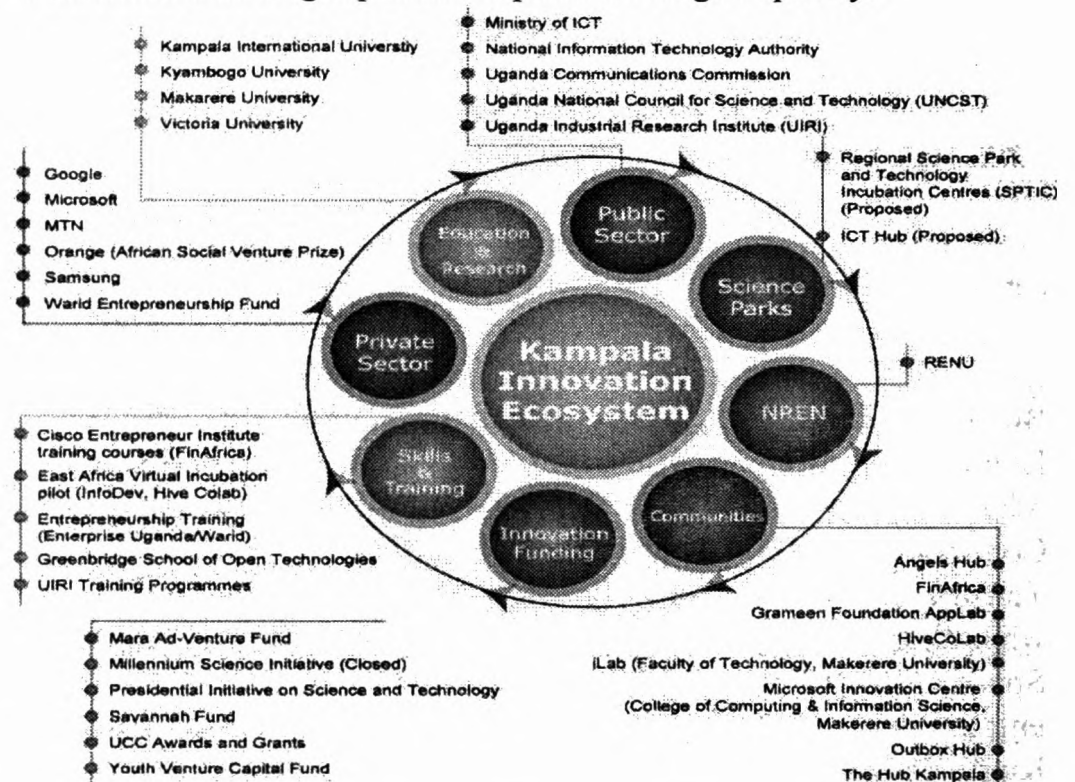 Kampala International Universtiy
Kyambogo University
Makarere University
Victoria University
Ministry of ICT
National Information Technology Authority
Uganda Communications Commission
Uganda National Council for Science and Technology (UNCST)
Uganda Industrial Research Institute (UIRI)
Google
Microsoft
MTN
Orange (African Social Venture Prize)
Samsung
Warid Entrepreneurship Fund
Regional Science Park
and Technology
Incubation Centres (SPTIC)
(Proposed)
ICT Hub (Proposed)
Education
&
Research
Public
Sector
Science
Parks
Private
Sector
Kampala
Innovation
Ecosystem
NREN
RENU
Skills
&
Training
Innovation
Funding
Communities
Cisco Entrepreneur Institute
training courses (FinAfrica)
East Africa Virtual Incubation
pilot (InfoDev, Hive Colab)
Entrepreneurship Training
(Enterprise Uganda/Warid)
Greenbridge School of Open Technologies
UIRI Training Programmes
Mara Ad-Venture Fund
Millennium Science Initiative (Closed)
Presidential Initiative on Science and Technology
Savannah Fund
UCC Awards and Grants
Youth Venture Capital Fund
Angels Hub
FinAfrica
Grameen Foundation AppLab
HiveCoLab
iLab (Faculty of Technology, Makerere University)
Microsoft Innovation Centre
(College of Computing & Information Science,
Makerere University)
Outbox Hub
The Hub Kampala